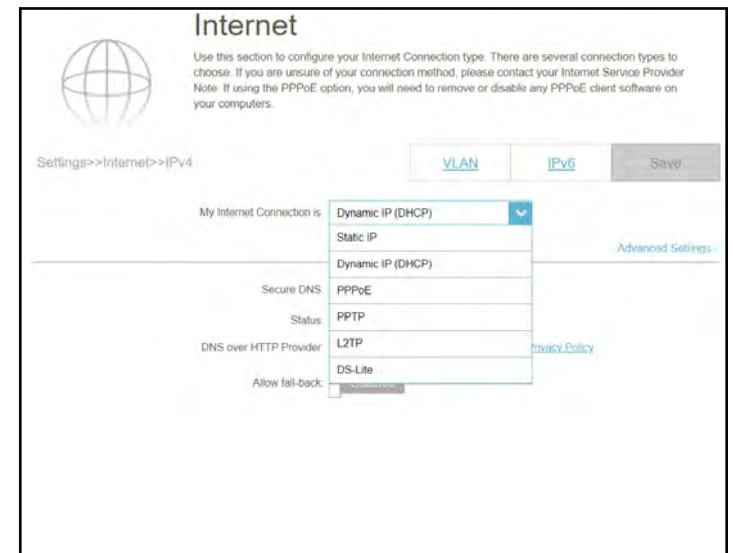 Internet
Use this section to configure your Internet Connection type. There are several connection types to
choose. If you are unsure of your connection method, please contact your Internet Service Provider
Note: If using the PPPoE option, you will need to remove or disable any PPPoE client software on
your computers.
Settings>>Internet>>IPv4
VLAN
IPv6
Save
My Internet Connection is:
Dynamic IP (DHCP)
Static IP
Advanced Settings
Dynamic IP (DHCP)
Secure DNS:
PPPoE
Status:
PPTP
DNS over HTTP Provider:
L2TP
Privacy Policy
DS-Lite
Allow fall-back: